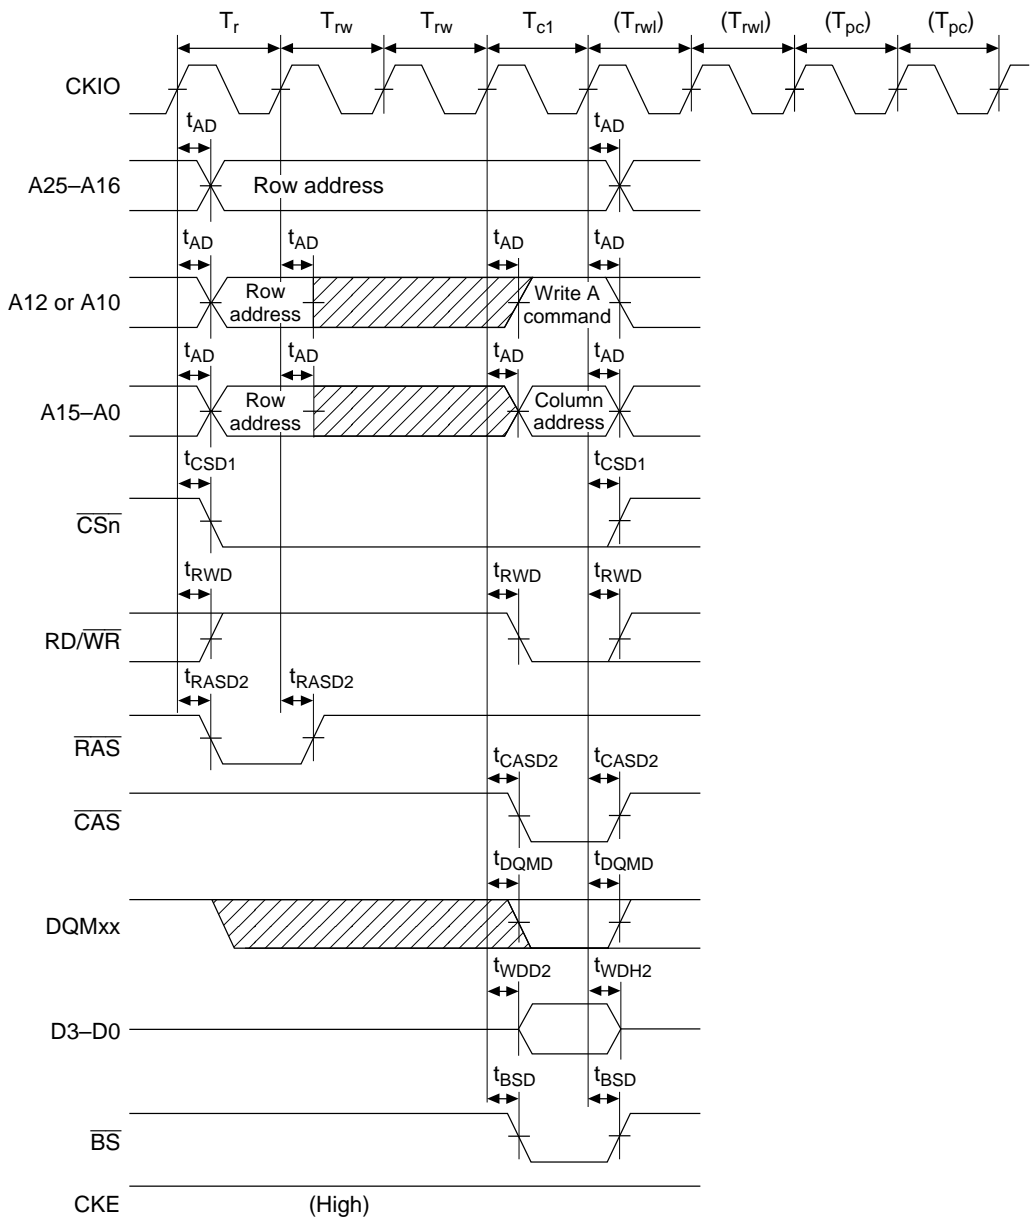 Tr Trw Trw Tc1 (Trwl) (Trwl) (Tpc) (Tpc)
CKIO
tAD tAD
A25–A16 Row address
tAD tAD tAD tAD
A12 or A10 Row address Write A command
tAD tAD tAD tAD
A15–A0 Row address Column address
tCSD1 tCSD1
CSn
tRWD tRWD tRWD
RD/WR
tRASD2 tRASD2
RAS
tCASD2 tCASD2
CAS
tDQMD tDQMD
DQMxx
tWDD2 tWDH2
D3–D0
tBSD tBSD
BS
CKE (High)